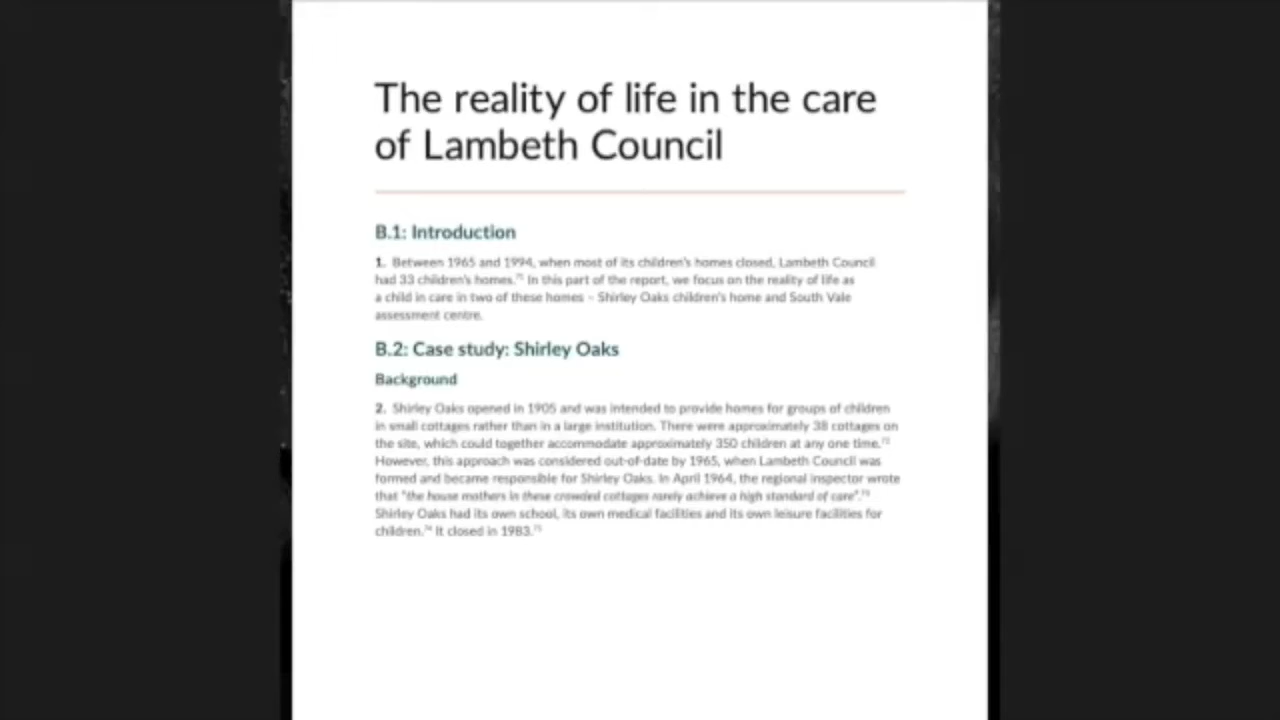 The reality of life in the care
of Lambeth Council
B.1: Introduction
1. Between 1965 and 1994, when most of its children's homes closed, Lambeth Council
had 33 children's homes.71 In this part of the report, we focus on the reality of life as
a child in care in two of these homes – Shirley Oaks children's home and South Vale
assessment centre.
B.2: Case study: Shirley Oaks
Background
2. Shirley Oaks opened in 1905 and was intended to provide homes for groups of children
in small cottages rather than in a large institution. There were approximately 38 cottages on
the site, which could together accommodate approximately 350 children at any one time.72
However, this approach was considered out-of-date by 1965, when Lambeth Council was
formed and became responsible for Shirley Oaks. In April 1964, the regional inspector wrote
that "the house mothers in these crowded cottages rarely achieve a high standard of care".73
Shirley Oaks had its own school, its own medical facilities and its own leisure facilities for
children.74 It closed in 1983.75